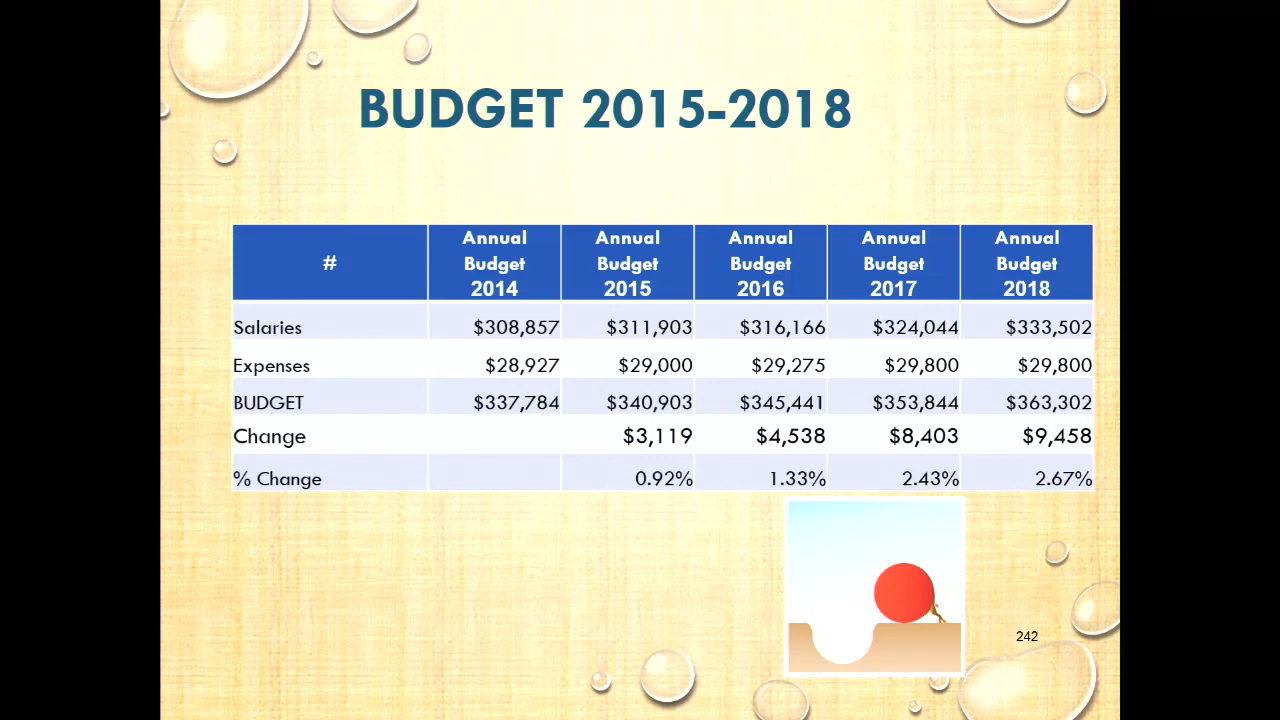 BUDGET 2015-2018
# Annual Budget 2014 Annual Budget 2015 Annual Budget 2016 Annual Budget 2017 Annual Budget 2018
Salaries $308,857 $311,903 $316,166 $324,044 $333,502
Expenses $28,927 $29,000 $29,275 $29,800 $29,800
BUDGET $337,784 $340,903 $345,441 $353,844 $363,302
Change $3,119 $4,538 $8,403 $9,458
% Change 0.92% 1.33% 2.43% 2.67%
242